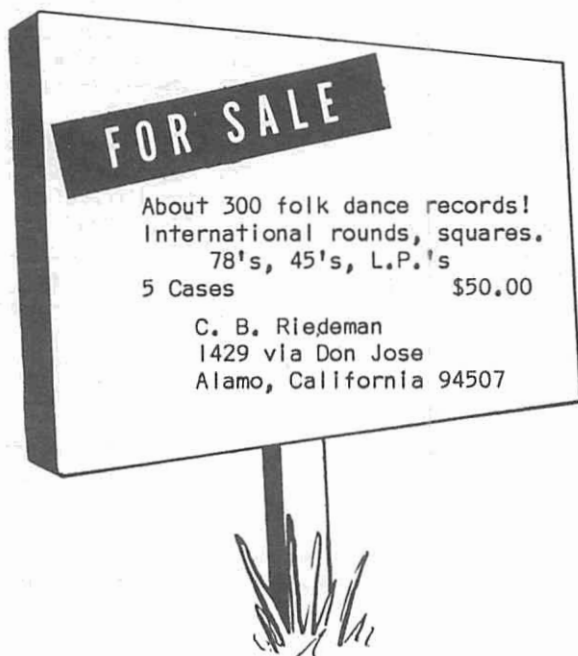 FOR SALE
About 300 folk dance records!
International rounds, squares.
78's, 45's, L.P.'s
5 Cases $50.00
C. B. Riedeman
1429 via Don Jose
Alamo, California 94507